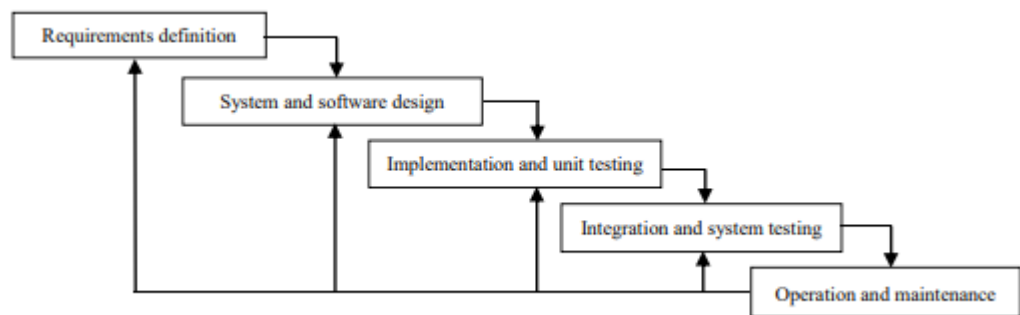 Requirements definition
System and software design
Implementation and unit testing
Integration and system testing
Operation and maintenance